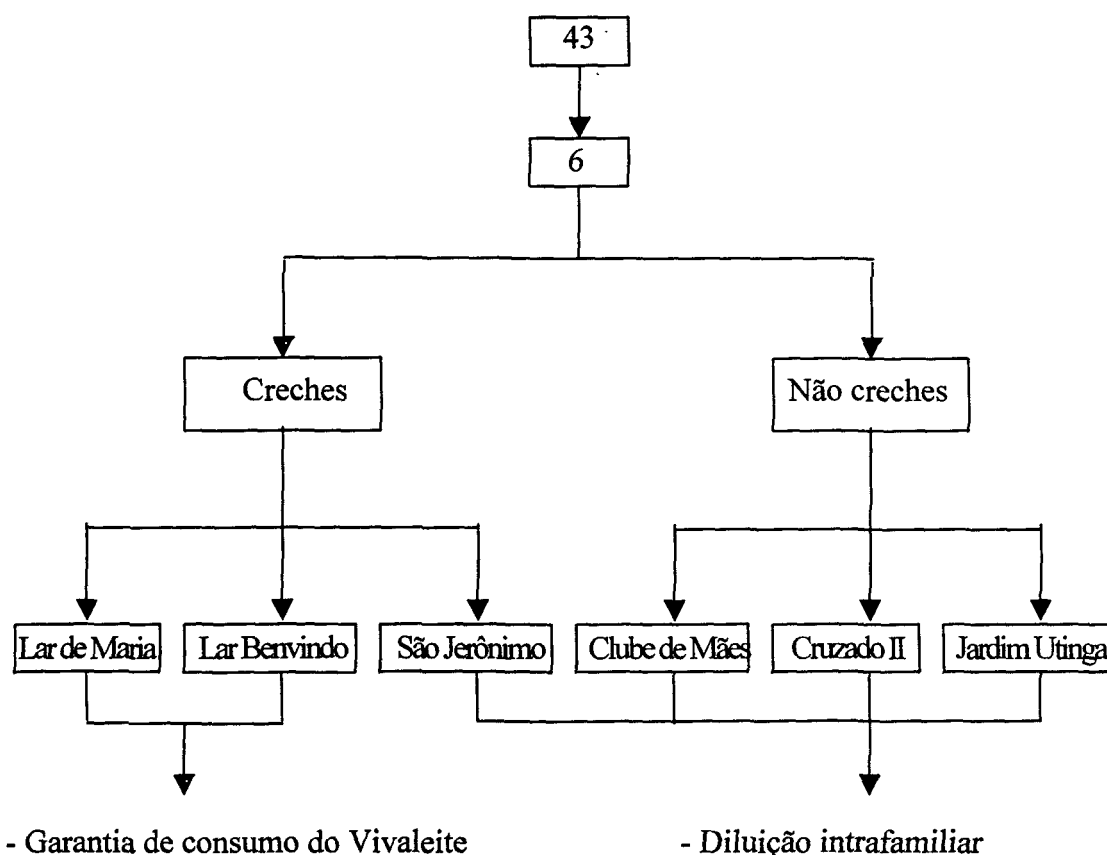 43
6
Creches
Não creches
Lar de Maria
Lar Benvindo
São Jerônimo
Clube de Mães
Cruzado II
Jardim Utinga
- Garantia de consumo do Vivaleite
- Diluição intrafamiliar